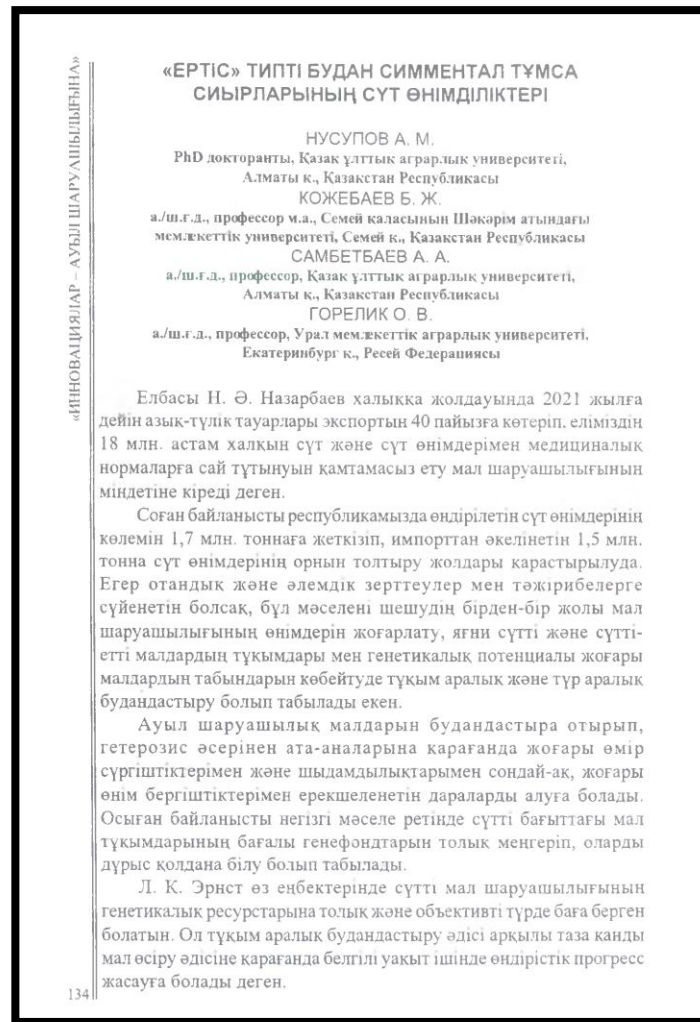 «ИННОВАЦИЯЛАР – АУЫЛ ШАРУАШЫЛЫҒЫНА»
«ЕРТІС» ТИПТІ БУДАН СИММЕНТАЛ ТҰМСА
СИЫРЛАРЫНЫҢ СҮТ ӨНІМДІЛІКТЕРІ
НУСУПОВ А. М.
PhD докторанты, Қазақ ұлттық аграрлық университеті,
Алматы қ., Қазақстан Республикасы
КОЖЕБАЕВ Б. Ж.
а./ш.ғ.д., профессор м.а., Семей қаласының Шәкәрім атындағы
мемлекеттік университеті, Семей қ., Қазақстан Республикасы
САМБЕТБАЕВ А. А.
а./ш.ғ.д., профессор, Қазақ ұлттық аграрлық университеті,
Алматы қ., Қазақстан Республикасы
ГОРЕЛИК О. В.
а./ш.ғ.д., профессор, Урал мемлекеттік аграрлық университеті,
Екатеринбург қ., Ресей Федерациясы
Елбасы Н. Ә. Назарбаев халыққа жолдауында 2021 жылға
дейін азық-түлік тауарлары экспортын 40 пайызға көтеріп, еліміздің
18 млн. астам халқын сүт және сүт өнімдерімен медициналық
нормаларға сай тұтынуын қамтамасыз ету мал шаруашылығының
міндетіне кіреді деген.
Соған байланысты республикамызда өндірілетін сүт өнімдерінің
көлемін 1,7 млн. тоннаға жеткізіп, импорттан әкелінетін 1,5 млн.
тонна сүт өнімдерінің орнын толтыру жолдары қарастырылуда.
Егер отандық және әлемдік зерттеулер мен тәжірибелерге
сүйенетін болсақ, бұл мәселені шешудің бірден-бір жолы мал
шаруашылығының өнімдерін жоғарлату, яғни сүтті және сүтті-
етті малдардың тұқымдары мен генетикалық потенциалы жоғары
малдардың табындарын көбейтуде тұқым аралық және түр аралық
будандастыру болып табылады екен.
Ауыл шаруашылық малдарын будандастыра отырып,
гетерозис әсерінен ата-аналарына қарағанда жоғары өмір
сүргіштіктерімен және шыдамдылықтарымен сондай-ақ, жоғары
өнім бергіштіктерімен ерекшеленетін дараларды алуға болады.
Осыған байланысты негізгі мәселе ретінде сүтті бағыттағы мал
тұқымдарының бағалы генефондтарын толық меңгеріп, оларды
дұрыс қолдана білу болып табылады.
Л. К. Эрнст өз еңбектерінде сүтті мал шаруашылығының
генетикалық ресурстарына толық және объективті түрде баға берген
болатын. Ол тұқым аралық будандастыру әдісі арқылы таза қанды
мал өсіру әдісіне қарағанда белгілі уақыт ішінде өндірістік прогресс
жасауға болады деген.
134